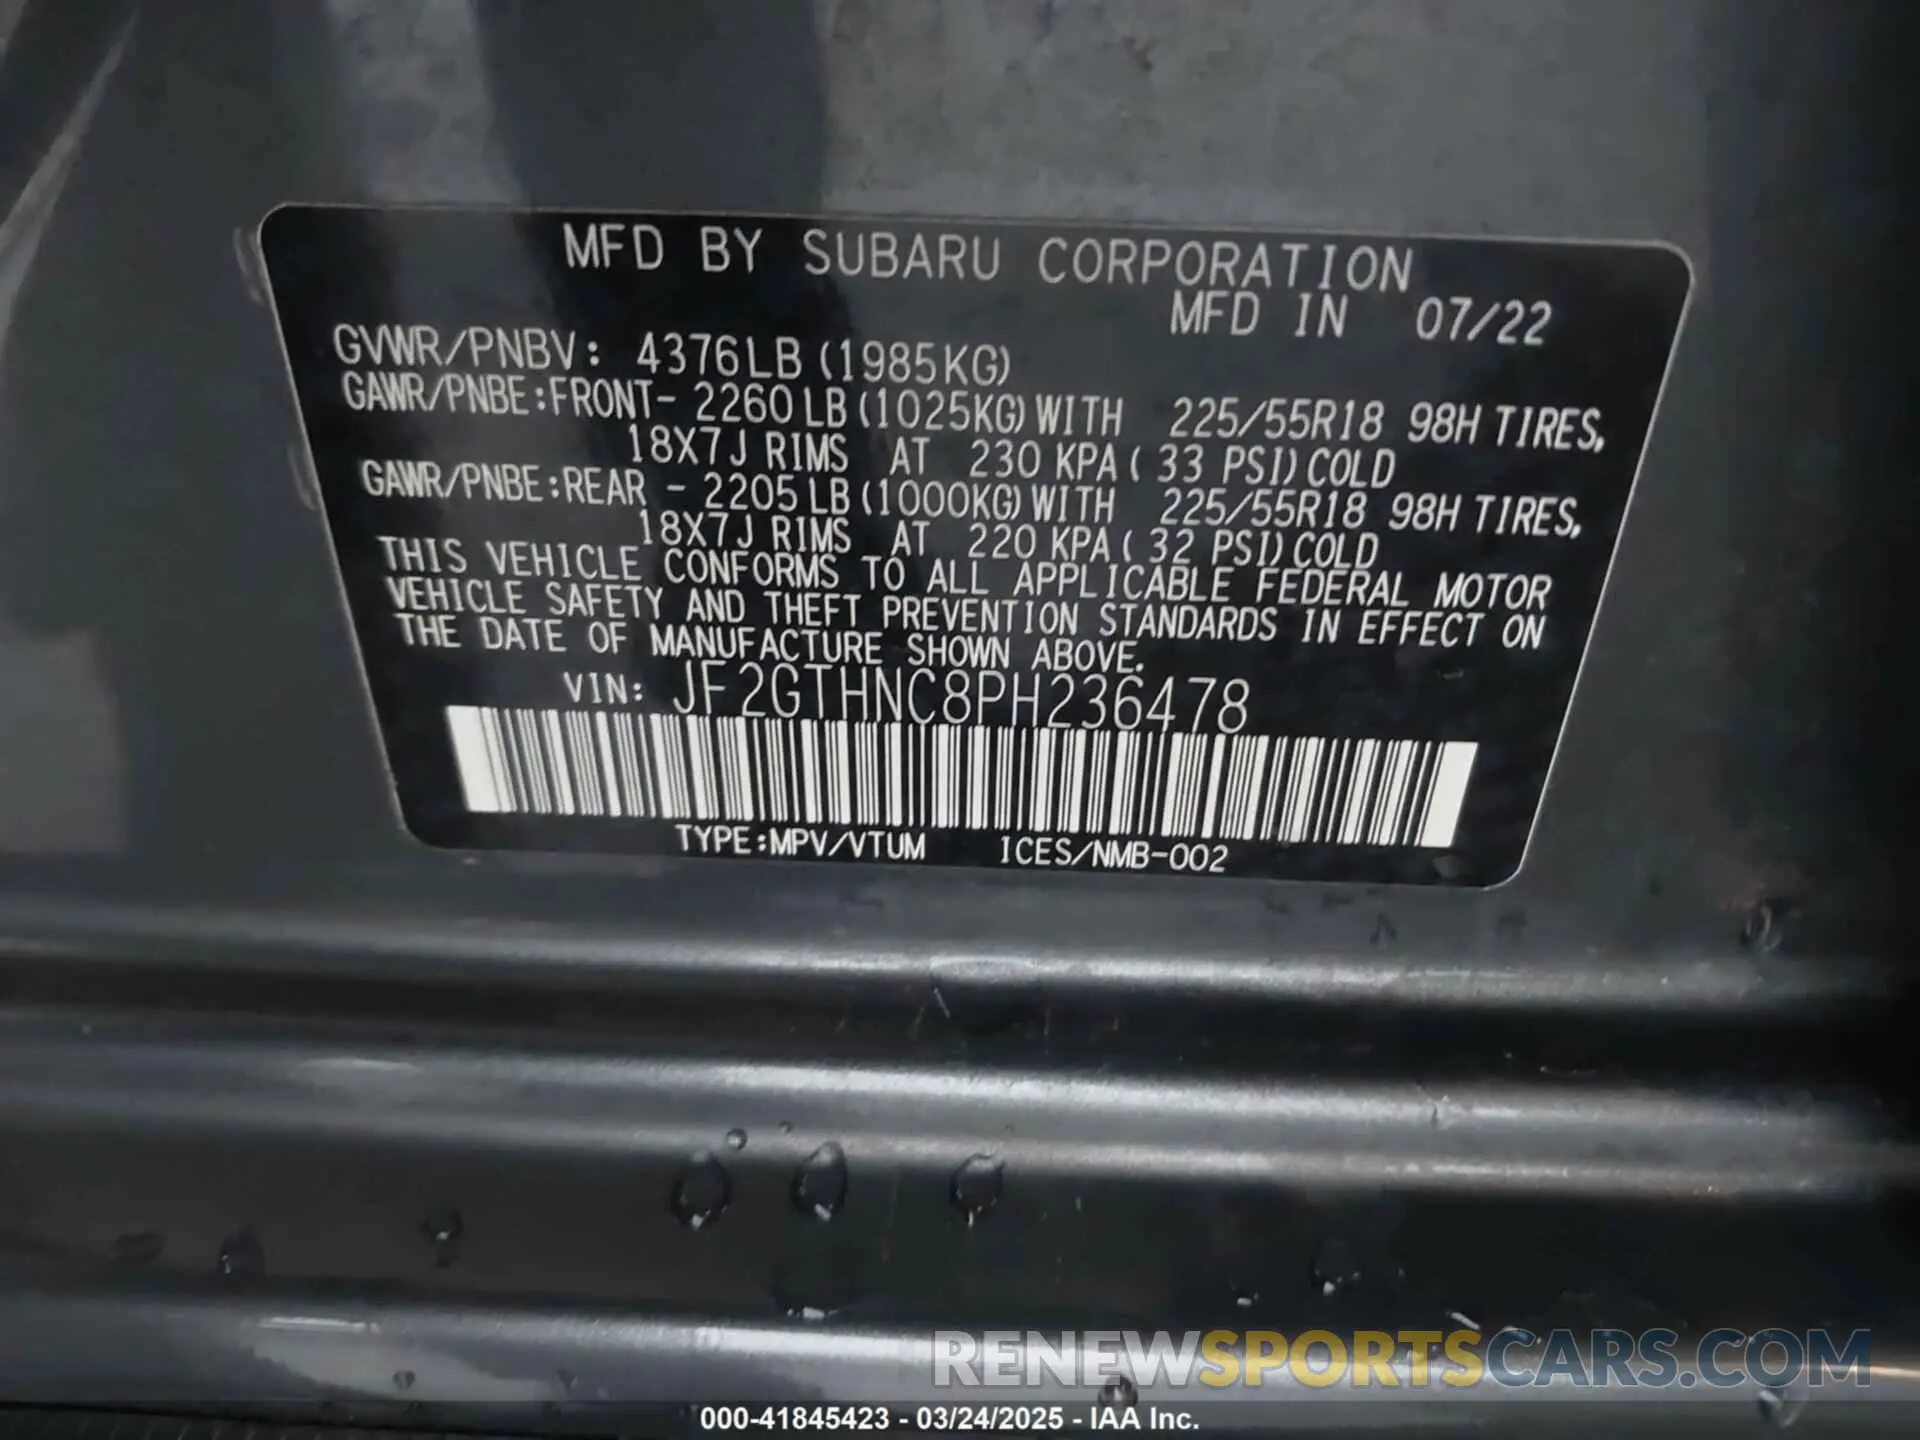 MFD BY SUBARU CORPORATION
MFD IN 07/22
GVWR/PNBV: 4376LB (1985KG)
GAWR/PNBE:FRONT- 2260LB (1025KG) WITH 225/55R18 98H TIRES,
18X7J RIMS AT 230 KPA ( 33 PSI) COLD
GAWR/PNBE:REAR - 2205LB (1000KG) WITH 225/55R18 98H TIRES,
18X7J RIMS AT 220 KPA ( 32 PSI) COLD
THIS VEHICLE CONFORMS TO ALL APPLICABLE FEDERAL MOTOR
VEHICLE SAFETY AND THEFT PREVENTION STANDARDS IN EFFECT ON
THE DATE OF MANUFACTURE SHOWN ABOVE.
VIN: JF2GTHNC8PH236478
TYPE:MPV/VTUM ICES/NMB-002
RENEWSPORTSCARS.COM
000-41845423 - 03/24/2025 - IAA Inc.